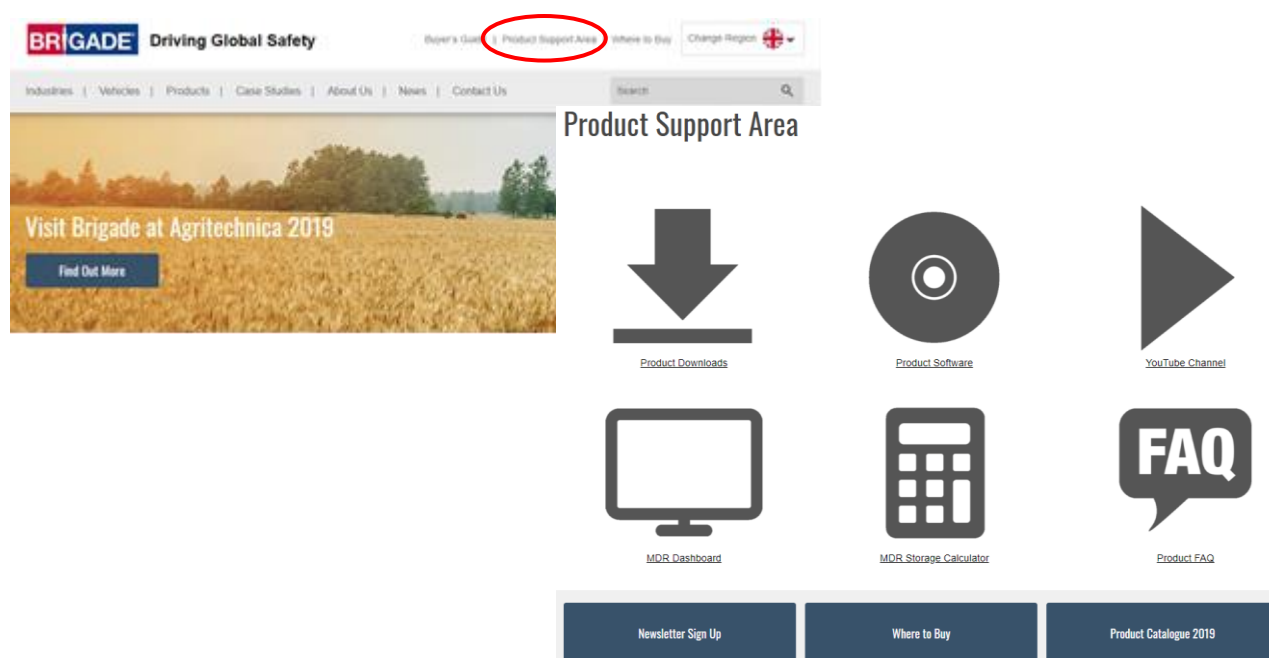 BRIGADE Driving Global Safety
Buyer's Guide | Product Support Area Where to Buy Change Region
Industries | Vehicles | Products | Case Studies | About Us | News | Contact Us Search
Product Support Area
Visit Brigade at Agritechnica 2019
Find Out More
Product Downloads Product Software YouTube Channel
FAQ
MDR Dashboard MDR Storage Calculator Product FAQ
Newsletter Sign Up Where to Buy Product Catalogue 2019